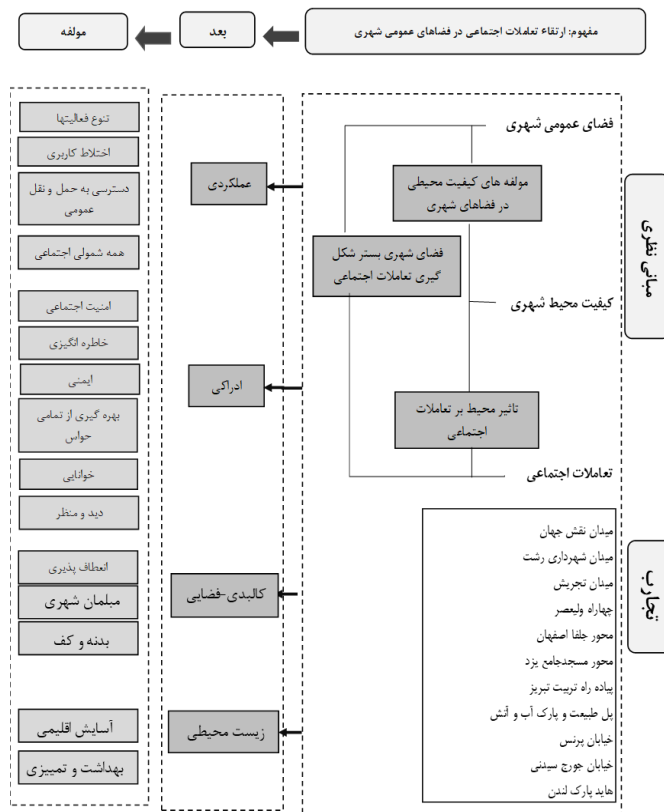 مفهوم: ارتقاء تعاملات اجتماعی در فضاهای عمومی شهری
بعد
مولفه
مبانی نظری
فضای عمومی شهری
مولفه های کیفیت محیطی
در فضاهای شهری
فضای شهری بستر شکل
گیری تعاملات اجتماعی
کیفیت محیط شهری
تاثیر محیط بر تعاملات
اجتماعی
تعاملات اجتماعی
تجارب
میدان نقش جهان
میدان شهرداری رشت
میدان تجریش
چهاراه ولیعصر
محور جلفا اصفهان
محور مسجدجامع یزد
پیاده راه تربیت تبریز
پل طبیعت و پارک آب و آتش
خیابان پرنس
خیابان جورج سیدنی
هاید پارک لندن
عملکردی
ادراکی
کالبدی-فضایی
زیست محیطی
تنوع فعالیتها
اختلاط کاربری
دسترسی به حمل و نقل
عمومی
همه شمولی اجتماعی
امنیت اجتماعی
خاطره انگیزی
ایمنی
بهره گیری از تمامی
حواس
خوانایی
دید و منظر
انعطاف پذیری
مبلمان شهری
بدنه و کف
آسایش اقلیمی
بهداشت و تمییزی